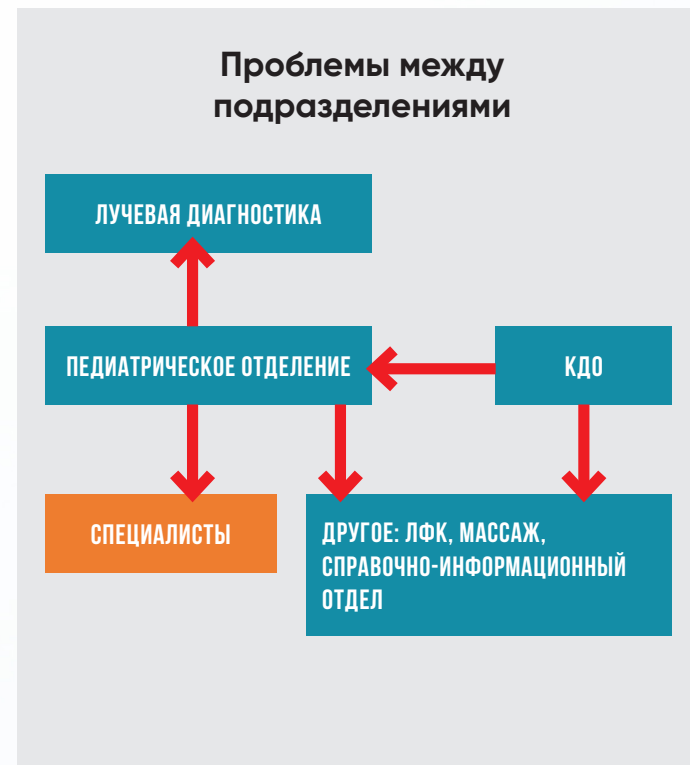 Проблемы между
подразделениями
ЛУЧЕВАЯ ДИАГНОСТИКА
ПЕДИАТРИЧЕСКОЕ ОТДЕЛЕНИЕ
КДО
СПЕЦИАЛИСТЫ
ДРУГОЕ: ЛФК, МАССАЖ,
СПРАВОЧНО-ИНФОРМАЦИОННЫЙ
ОТДЕЛ